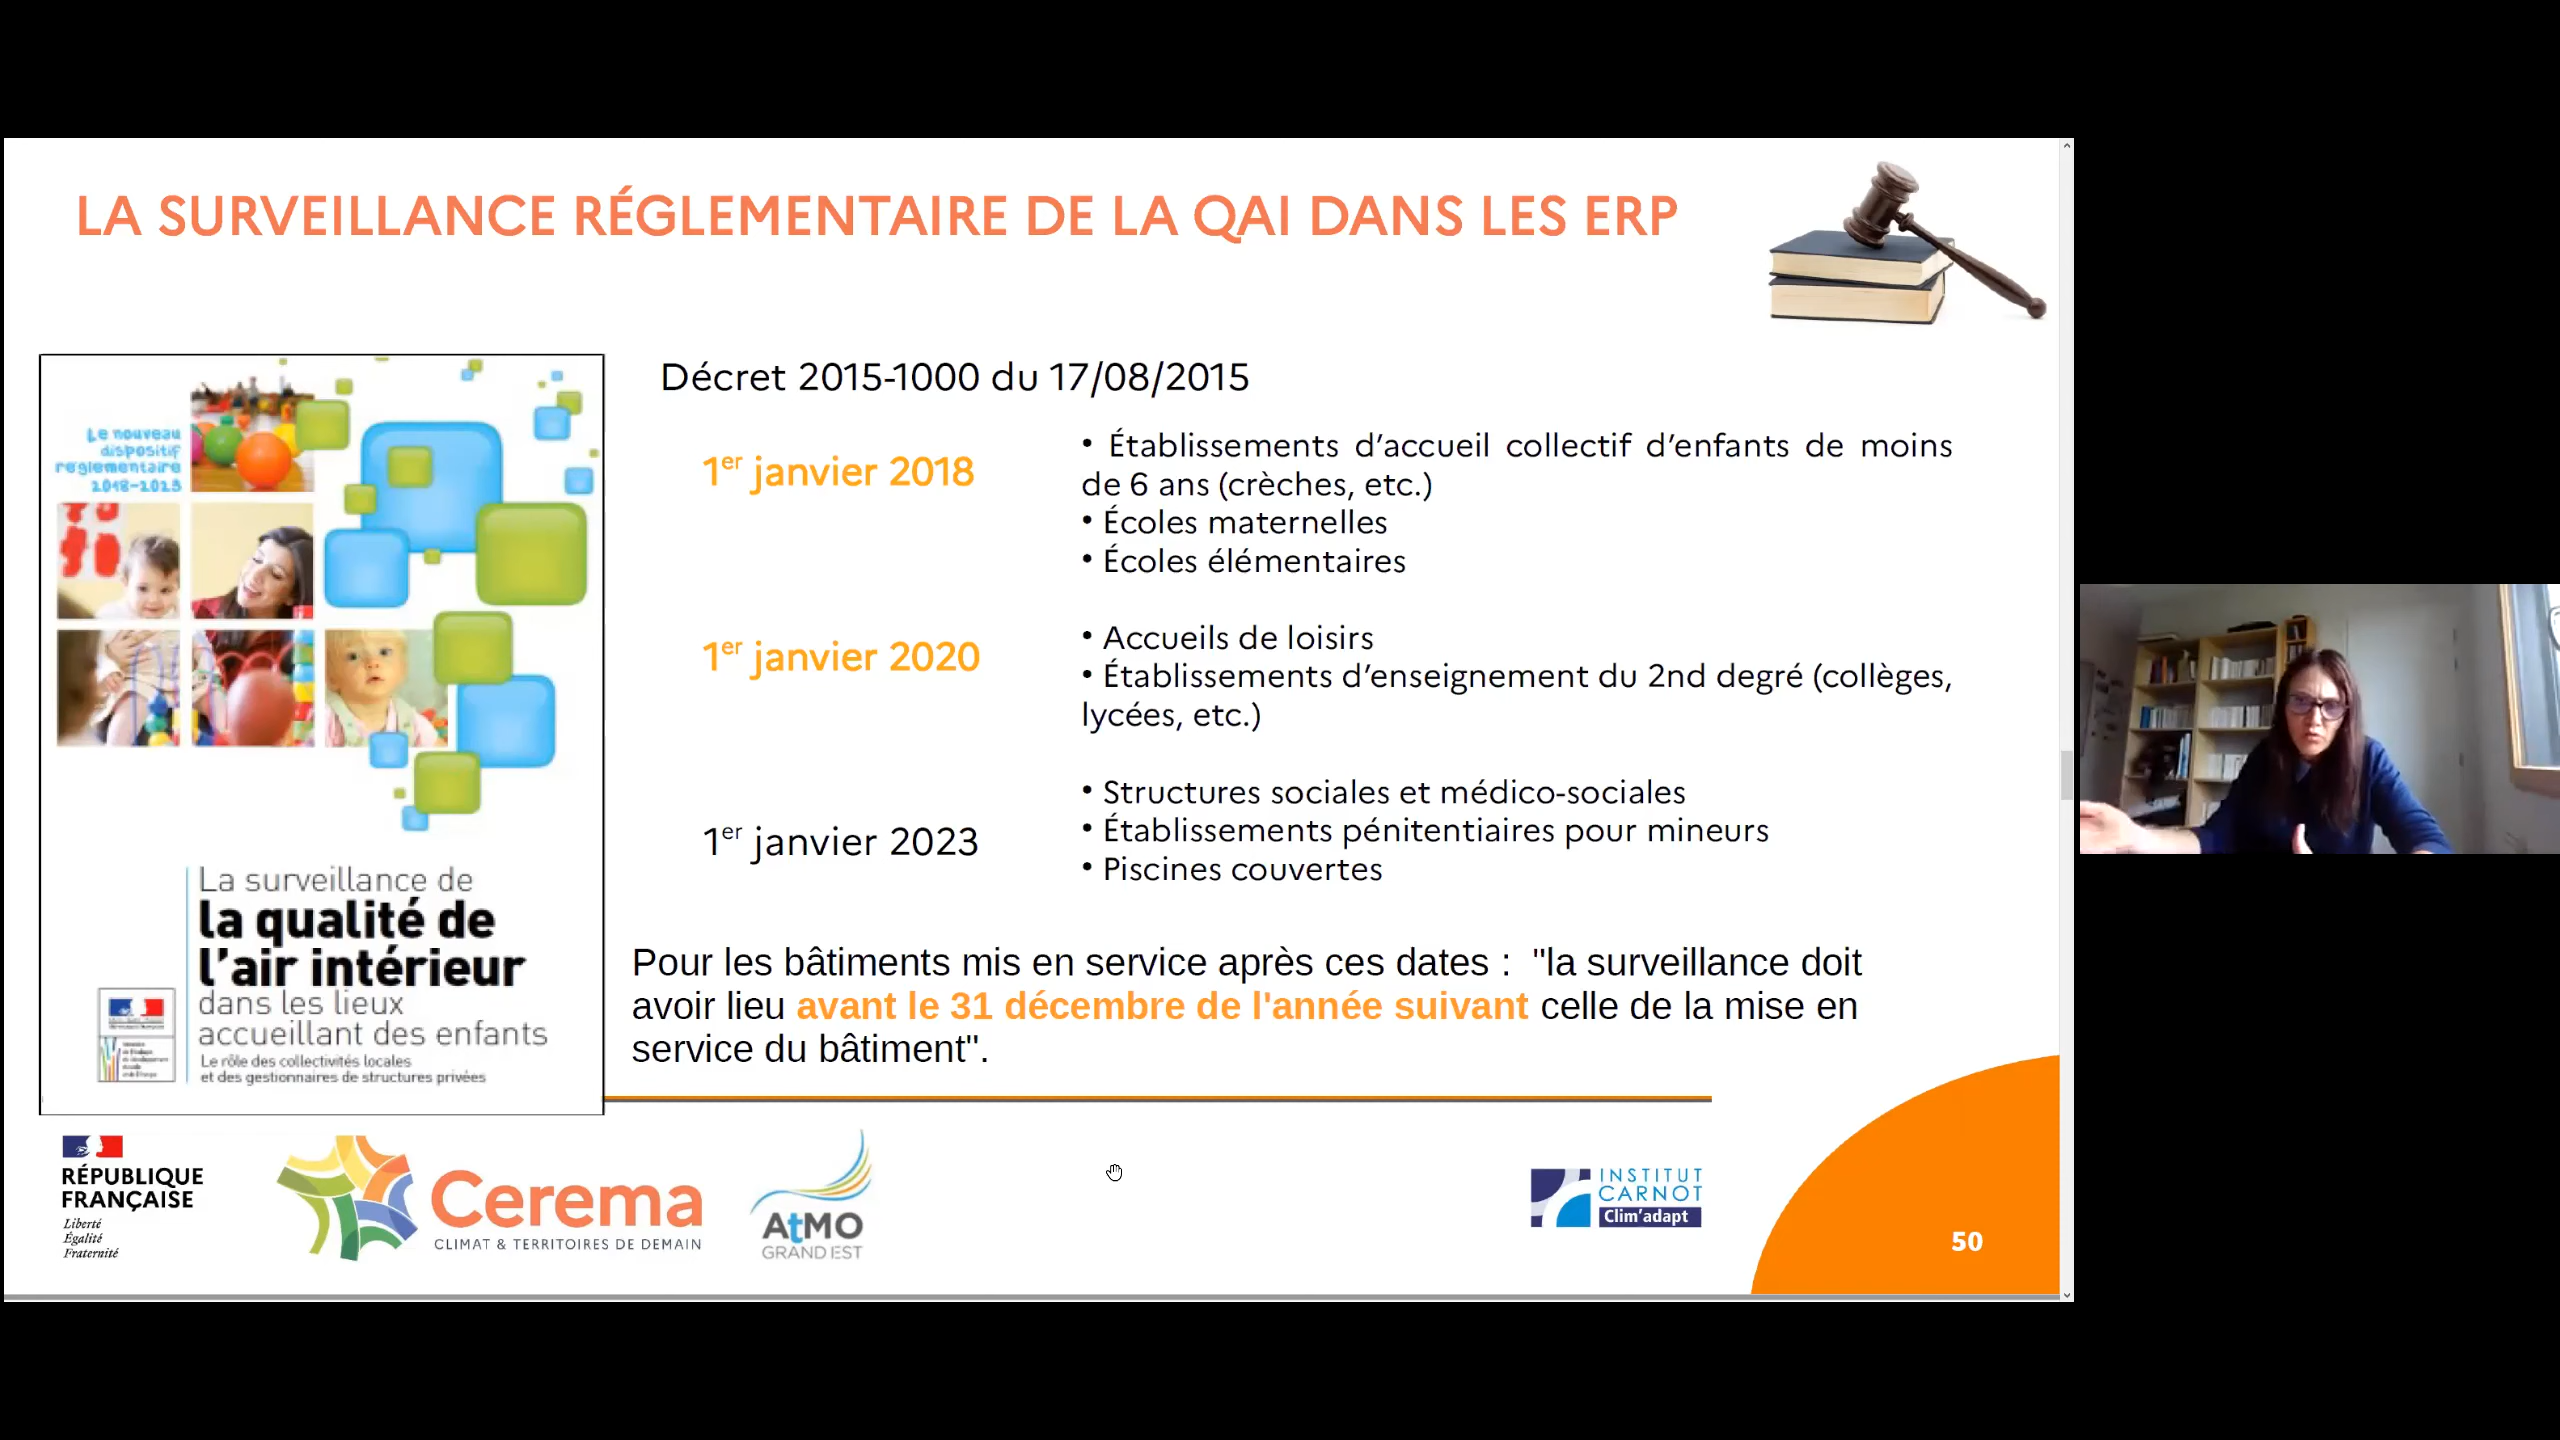 LA SURVEILLANCE RÉGLEMENTAIRE DE LA QAI DANS LES ERP
Le nouveau
dispositif
réglementaire
2018-2023
La surveillance de
la qualité de
l'air intérieur
dans les lieux
accueillant des enfants
Le rôle des collectivités locales
et des gestionnaires de structures privées
Décret 2015-1000 du 17/08/2015
1er janvier 2018
• Établissements d’accueil collectif d’enfants de moins
de 6 ans (crèches, etc.)
• Écoles maternelles
• Écoles élémentaires
1er janvier 2020
• Accueils de loisirs
• Établissements d’enseignement du 2nd degré (collèges,
lycées, etc.)
1er janvier 2023
• Structures sociales et médico-sociales
• Établissements pénitentiaires pour mineurs
• Piscines couvertes
Pour les bâtiments mis en service après ces dates : "la surveillance doit
avoir lieu avant le 31 décembre de l'année suivant celle de la mise en
service du bâtiment".
RÉPUBLIQUE
FRANÇAISE
Liberté
Égalité
Fraternité
Cerema
CLIMAT & TERRITOIRES DE DEMAIN
AtMO
GRAND EST
INSTITUT
CARNOT
Clim'adapt
50